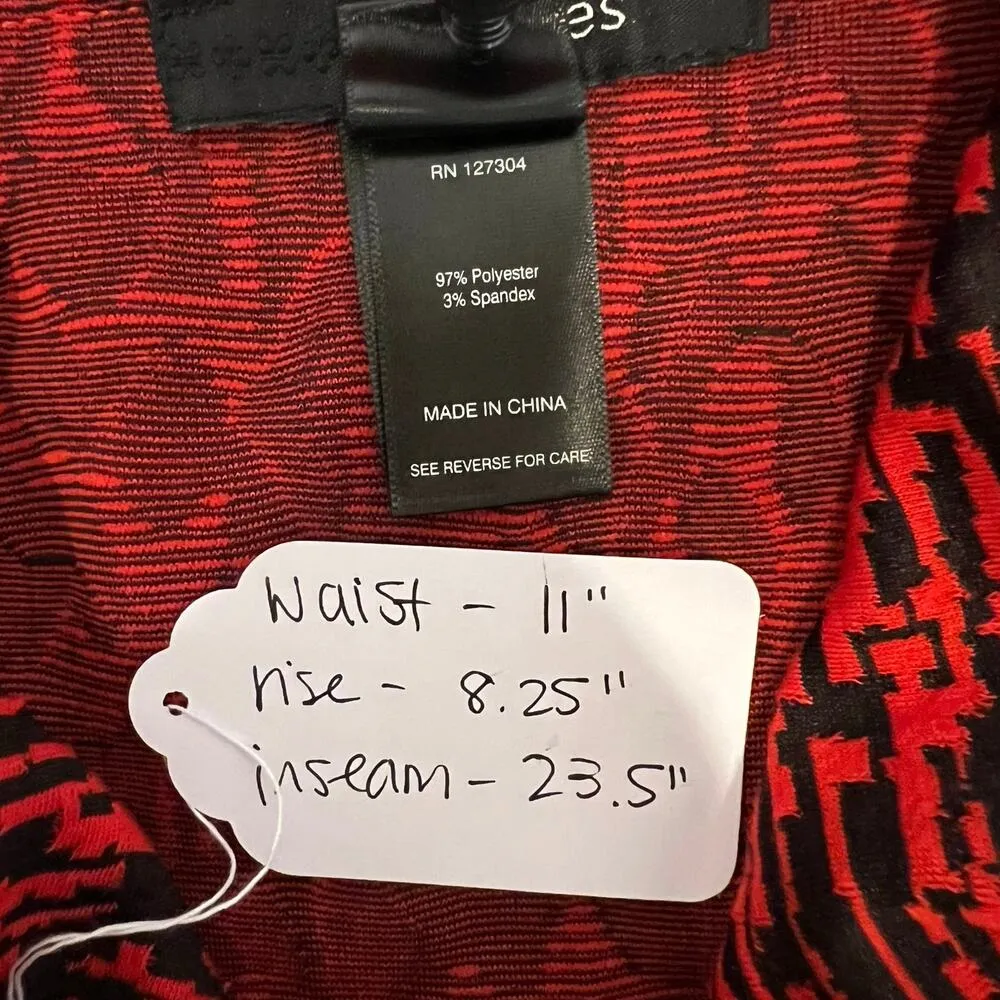 es
RN 127304
97% Polyester
3% Spandex
MADE IN CHINA
SEE REVERSE FOR CARE
Waist - 11"
rise - 8.25"
inseam - 23.5"